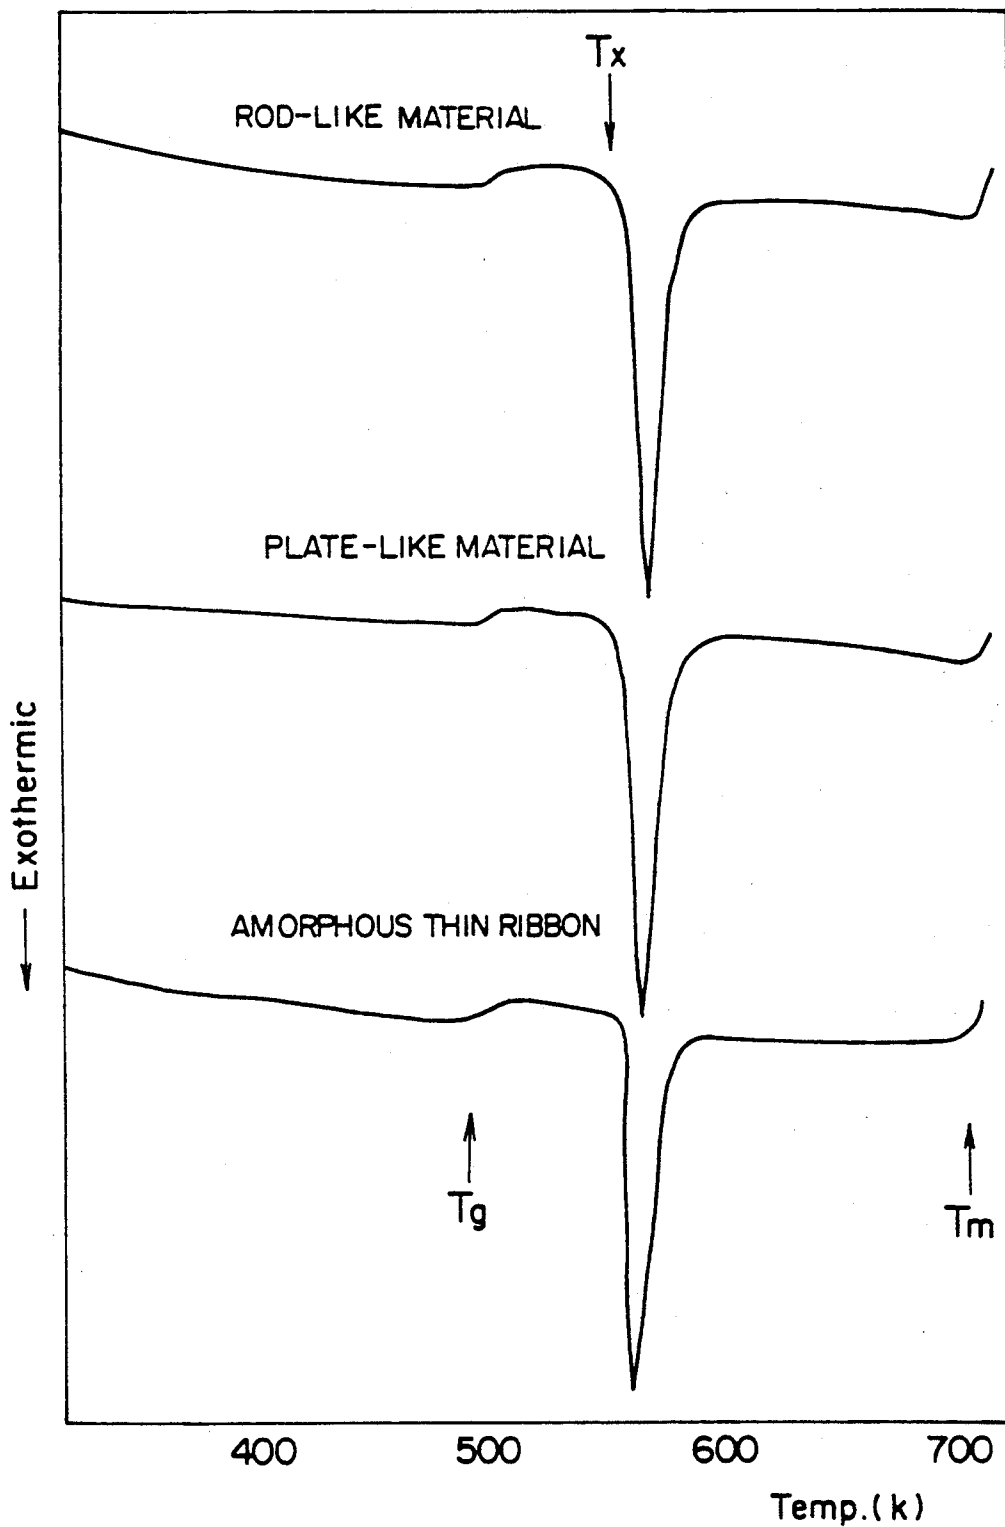 Tx
ROD-LIKE MATERIAL
PLATE-LIKE MATERIAL
← Exothermic
AMORPHOUS THIN RIBBON
Tg
Tm
400 500 600 700
Temp.(k)